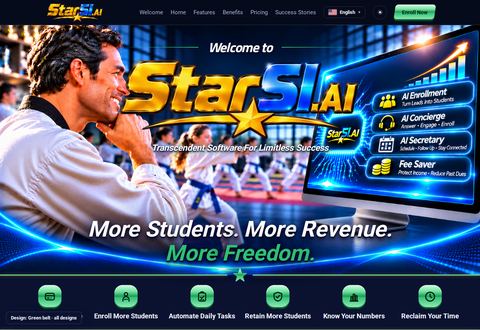 StarSI.AI
Welcome Home Features Benefits Pricing Success Stories English Enroll Now
Welcome to
StarSI.AI
Transcendent Software For Limitless Success
AI Enrollment
Turn Leads into Students
AI Concierge
Answer • Engage • Enroll
AI Secretary
Schedule • Follow Up • Stay Connected
Fee Saver
Protect Income • Reduce Past Dues
StarSI.AI
More Students. More Revenue.
More Freedom.
Design: Green belt · all designs
Enroll More Students
Automate Daily Tasks
Retain More Students
Know Your Numbers
Reclaim Your Time